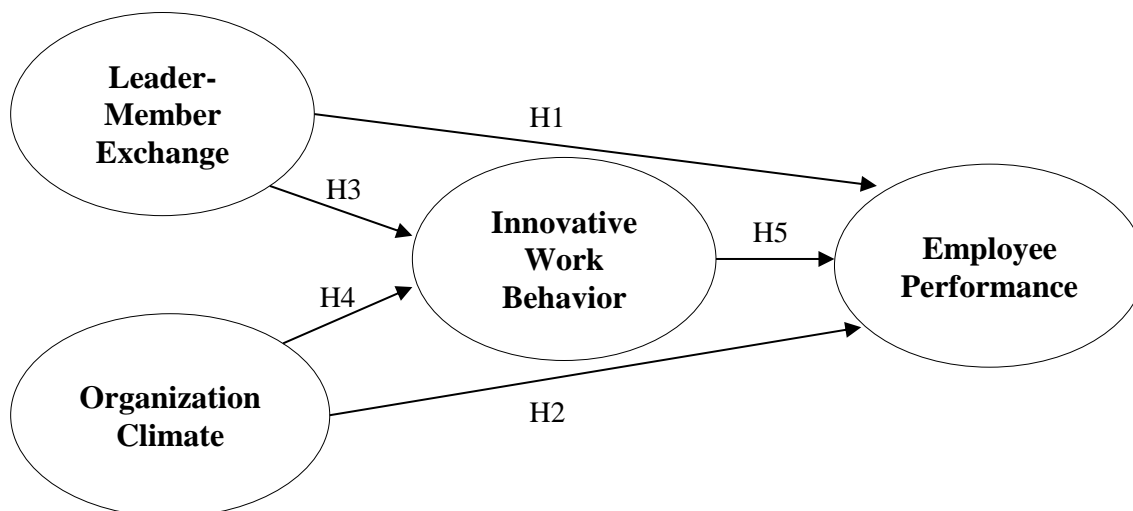 Leader-
Member
Exchange
H1
H3
Innovative
Work
Behavior
H5
Employee
Performance
H4
Organization
Climate
H2